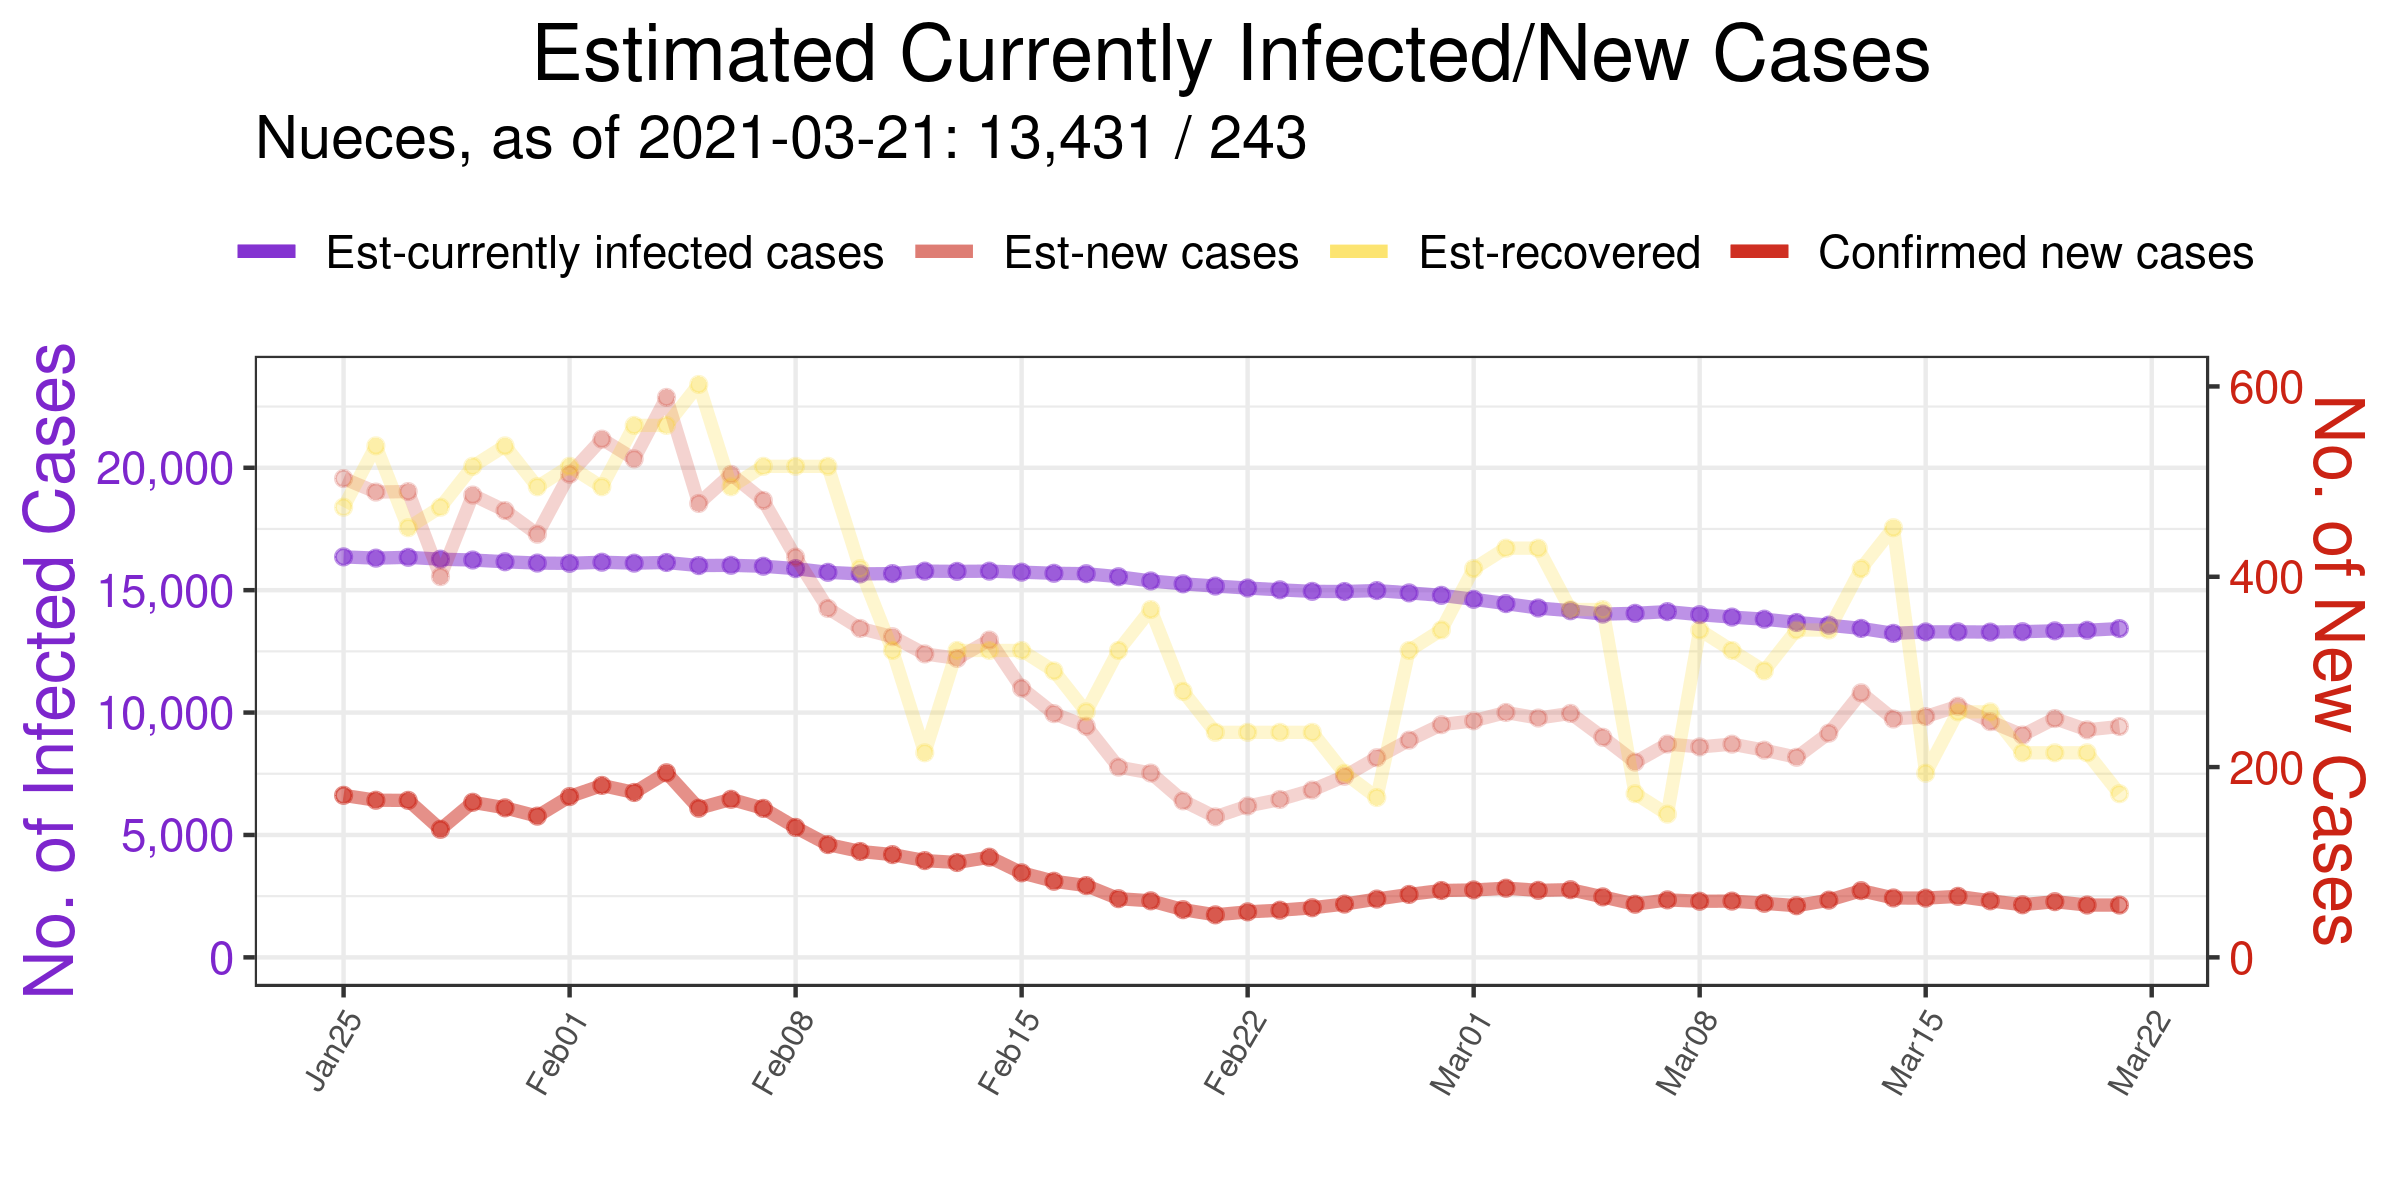 Estimated Currently Infected/New Cases
Nueces, as of 2021-03-21: 13,431 / 243
Est-currently infected cases
Est-new cases
Est-recovered
Confirmed new cases
No. of Infected Cases
20,000
15,000
10,000
5,000
0
600
400
200
0
No. of New Cases
Jan25
Feb01
Feb08
Feb15
Feb22
Mar01
Mar08
Mar15
Mar22